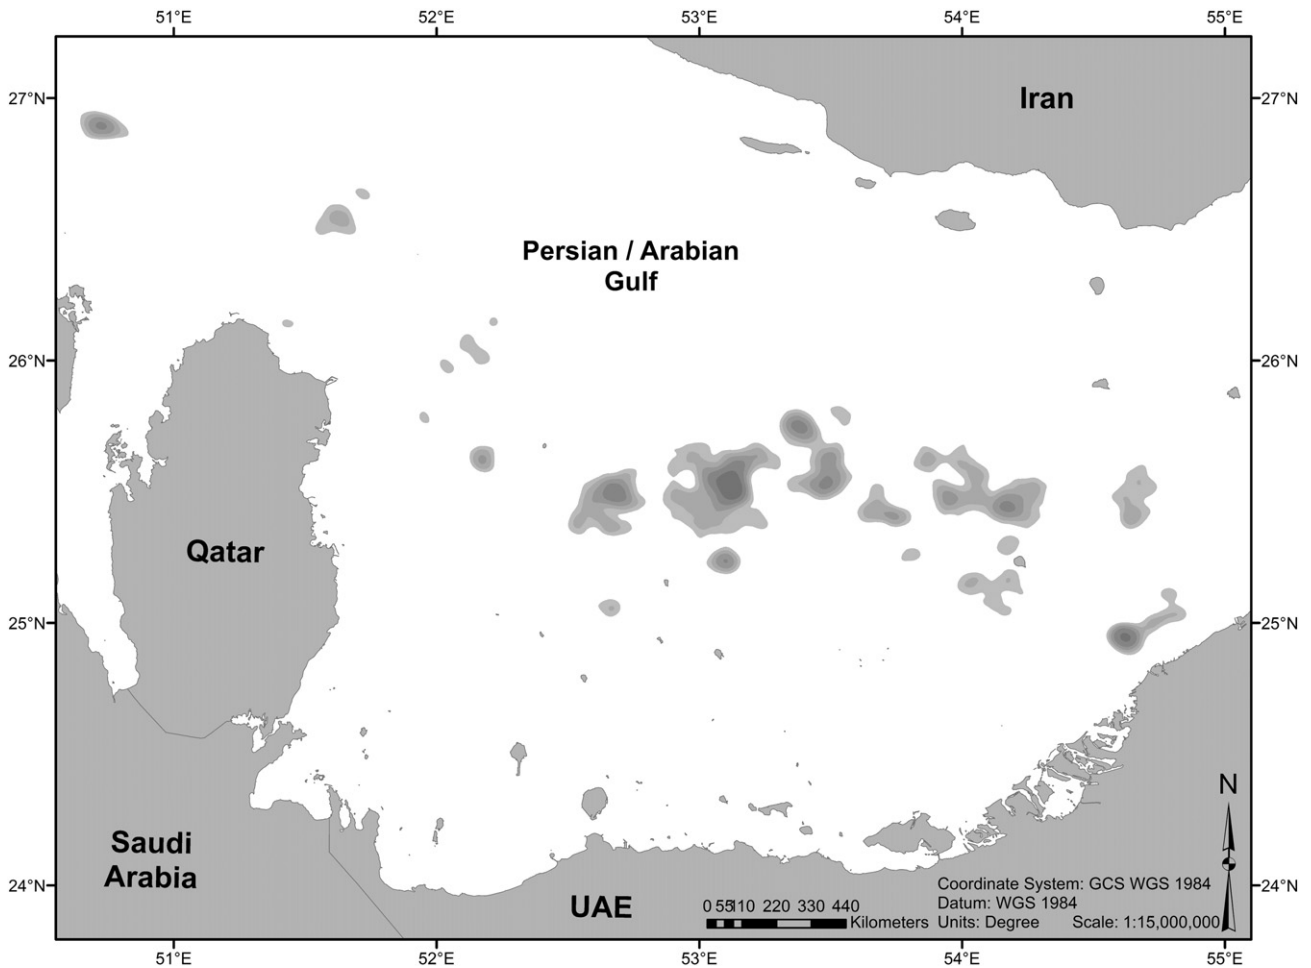 51°E 52°E 53°E 54°E 55°E
27°N 27°N
Iran
Persian / Arabian
Gulf
26°N 26°N
Qatar
25°N 25°N
N
Saudi
Arabia
24°N 24°N
UAE
Coordinate System: GCS WGS 1984
Datum: WGS 1984
0 55 110 220 330 440
Kilometers
Units: Degree Scale: 1:15,000,000
51°E 52°E 53°E 54°E 55°E